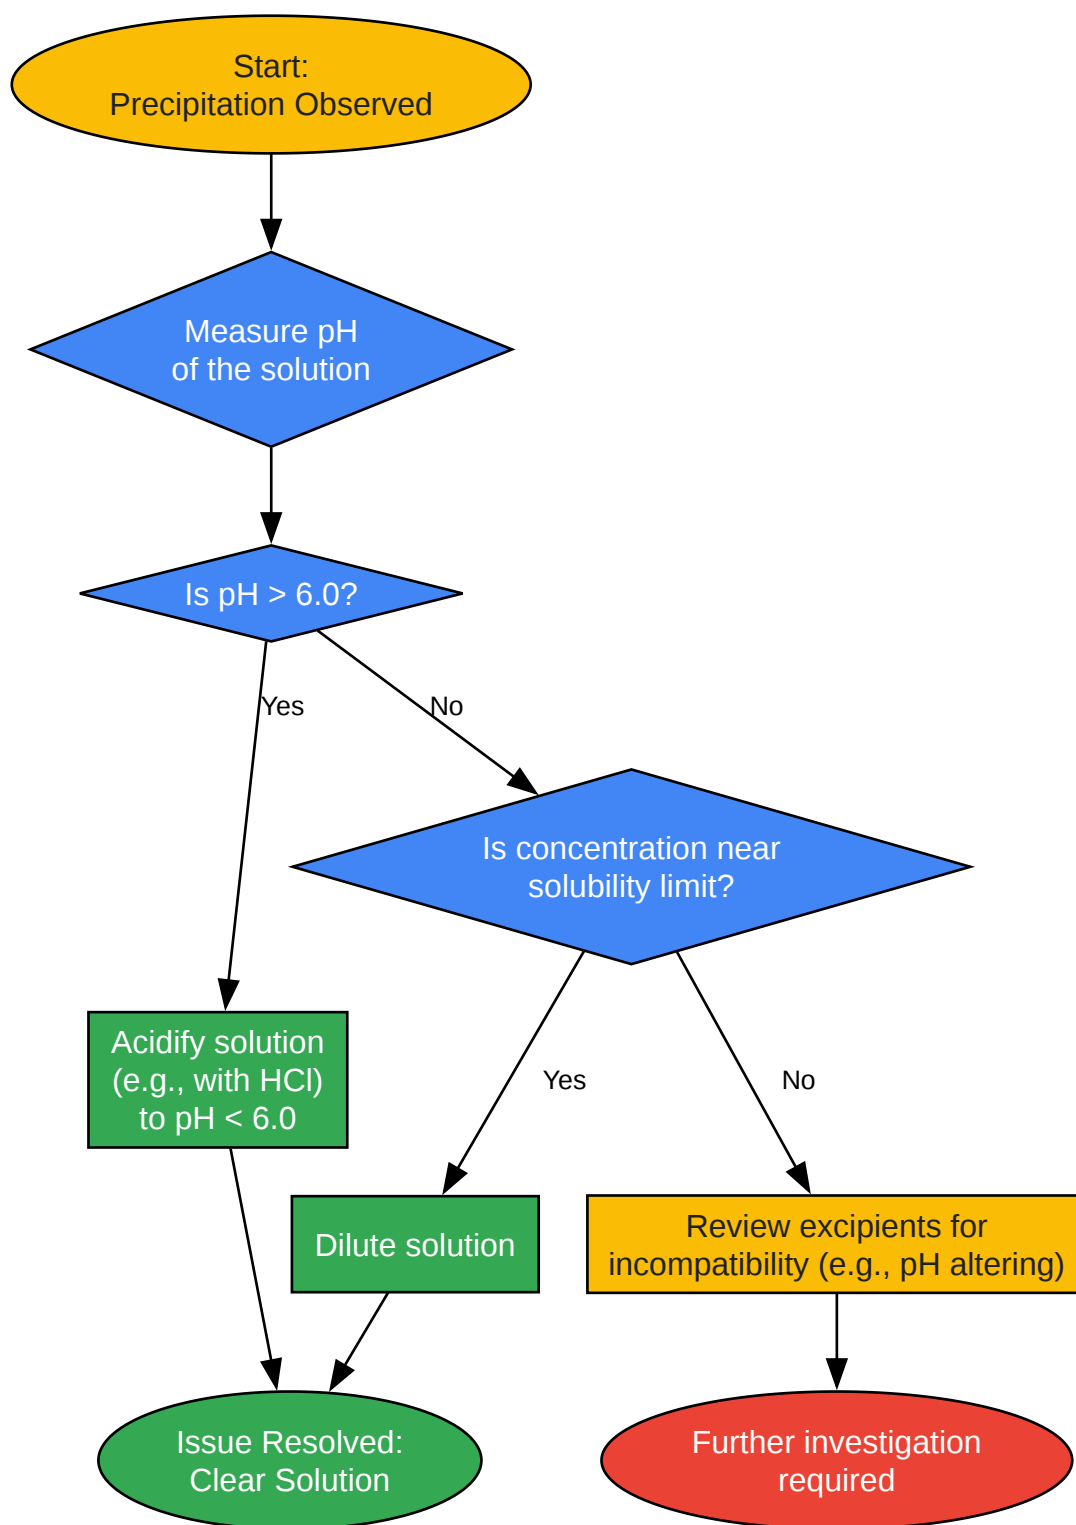 Start:
Precipitation Observed
Measure pH
of the solution
Is pH > 6.0?
Yes
No
Is concentration near
solubility limit?
Acidify solution
(e.g., with HCl)
to pH < 6.0
Yes
No
Dilute solution
Review excipients for
incompatibility (e.g., pH altering)
Issue Resolved:
Clear Solution
Further investigation
required